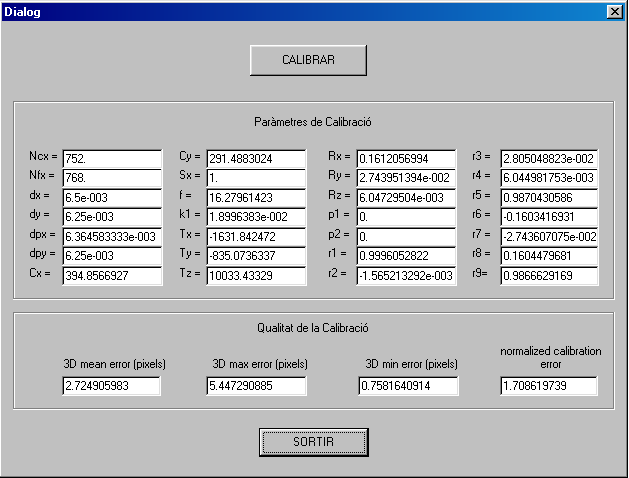 Dialog
CALIBRAR
Paràmetres de Calibració
Ncx = 752. Cy = 291.4883024 Rx = 0.1612056994 r3 = 2.805048823e-002
Nfx = 768. Sx = 1. Ry = 2.743951394e-002 r4 = 6.044981753e-003
dx = 6.5e-003 f = 16.27961423 Rz = 6.04729504e-003 r5 = 0.9870430586
dy = 6.25e-003 k1 = 1.8996383e-002 p1 = 0. r6 = -0.1603416931
dpx = 6.364583333e-003 Tx = -1631.842472 p2 = 0. r7 = -2.743607075e-002
dpy = 6.25e-003 Ty = -835.0736337 r1 = 0.9996052822 r8 = 0.1604479681
Cx = 394.8566927 Tz = 10033.43329 r2 = -1.565213292e-003 r9= 0.9866629169
Qualitat de la Calibració
3D mean error (pixels) 3D max error (pixels) 3D min error (pixels) normalized calibration error
2.724905983 5.447290885 0.7581640914 1.708619739
SORTIR